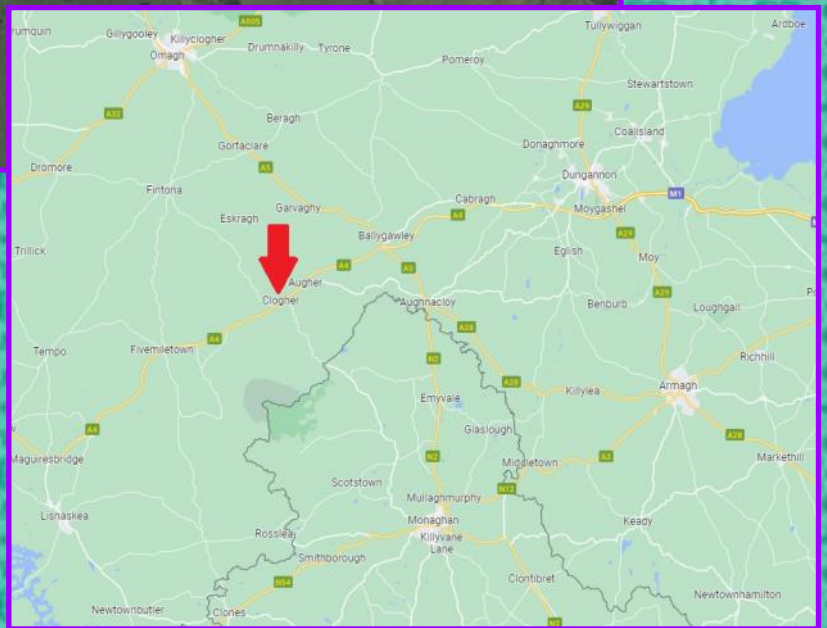 A505
Tullywiggan
Ardboe
rumquin
Gillygooley
Killyclogher
Drumnakilly
Tyrone
Omagh
Pomeroy
Stewartstown
A32
A29
Beragh
Coalisland
Gortaclare
Donaghmore
Dromore
A5
Dungannon
Fintona
M1
Cabragh
Garvaghy
Moygashel
Eskragh
A4
Ballygawley
A29
Trillick
Eglish
Moy
A4
A5
Augher
A29
Clogher
Aughnacloy
Benburb
Loughgall
A28
A4
Tempo
Fivemiletown
N2
Richhill
A28
Killylea
Armagh
Emyvale
A4
Glaslough
A28
Maguiresbridge
N2
A3
Markethill
Middletown
Scotstown
N12
Mullaghmurphy
Lisnaskea
Monaghan
Keady
Rosslea
Killyvane
Lane
Smithborough
N54
Clontibret
Newtownhamilton
Newtownbutler
Clones
N2